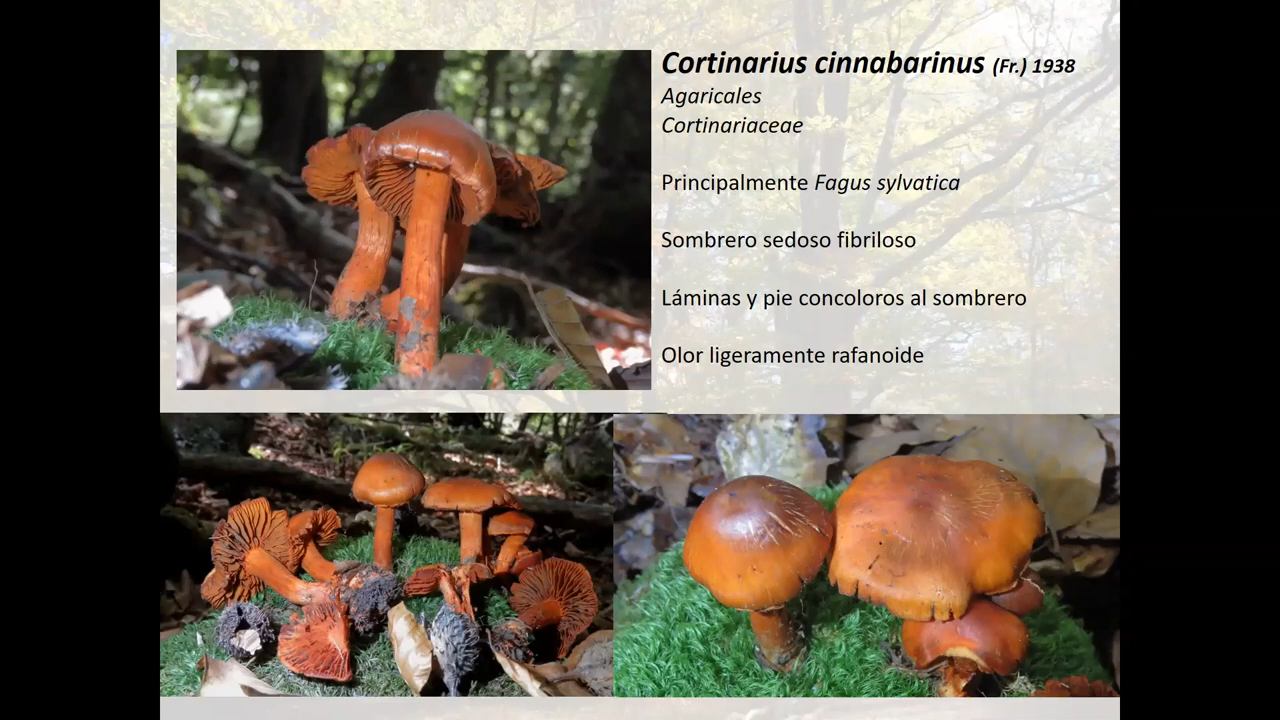 Cortinarius cinnabarinus (Fr.) 1938
Agaricales
Cortinariaceae
Principalmente Fagus sylvatica
Sombrero sedoso fibriloso
Láminas y pie concoloros al sombrero
Olor ligeramente rafanoide